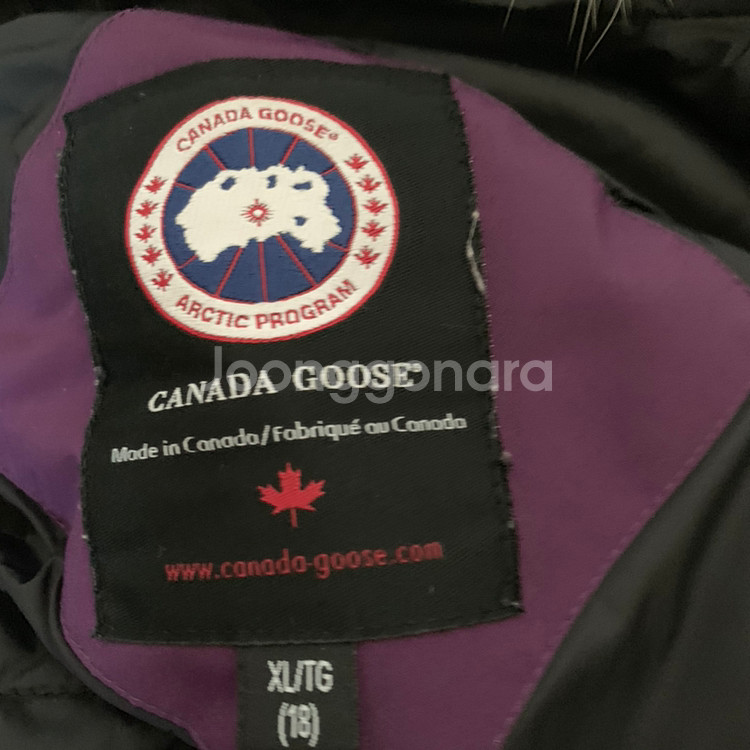 CANADA GOOSE®
ARCTIC PROGRAM
CANADA GOOSE®
joonggonara
Made in Canada/Fabriqué au Canada
www.canada-goose.com
XL/TG
(18)